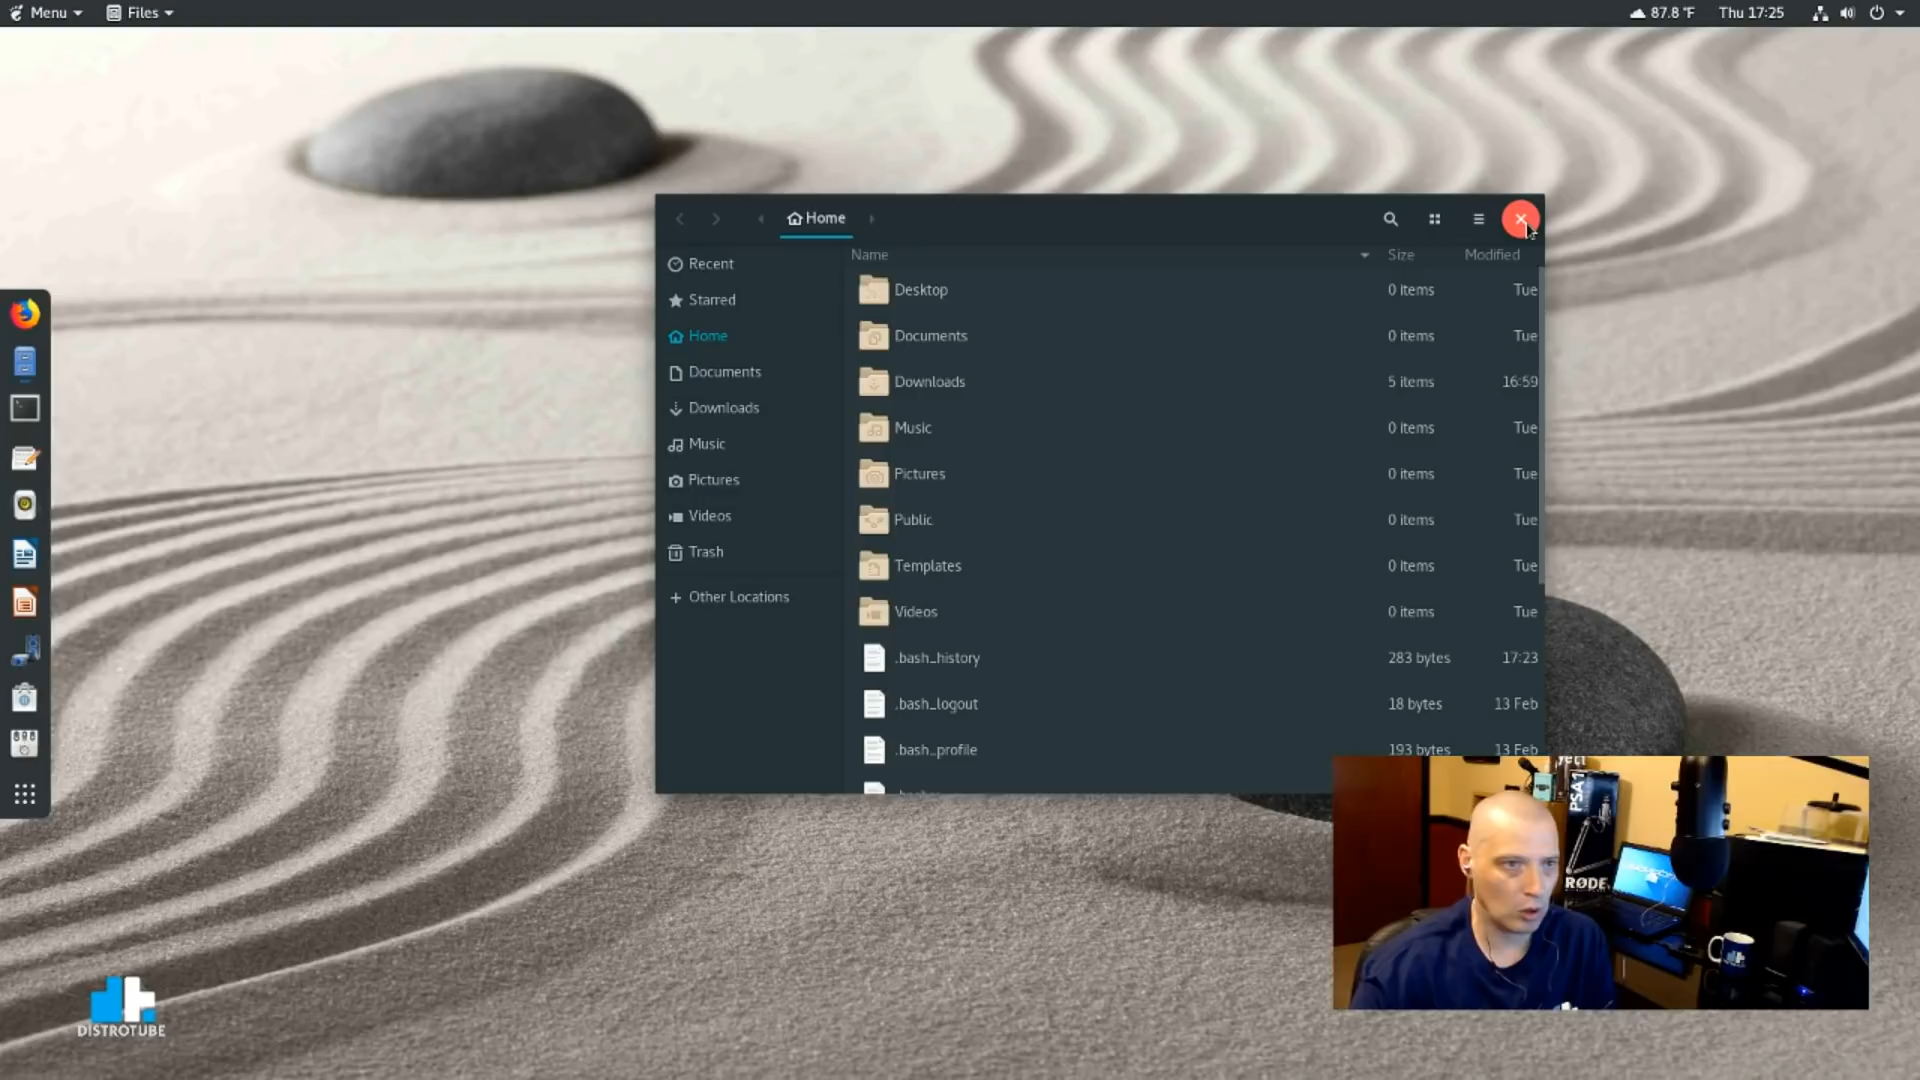 Menu Files 87.8 °F Thu 17:25
Home
Name Size Modified
Recent
Starred
Home
Documents
Downloads
Music
Pictures
Videos
Trash
Other Locations
Desktop 0 items Tue
Documents 0 items Tue
Downloads 5 items 16:59
Music 0 items Tue
Pictures 0 items Tue
Public 0 items Tue
Templates 0 items Tue
Videos 0 items Tue
.bash_history 283 bytes 17:23
.bash_logout 18 bytes 13 Feb
.bash_profile 193 bytes 13 Feb
PSA1
RØDE
DISTROTUBE